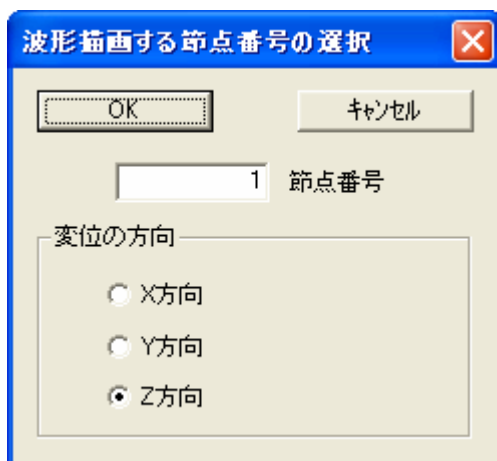 波形描画する節点番号の選択
OK
ｷｬﾝｾﾙ
1 節点番号
変位の方向
X方向
Y方向
Z方向